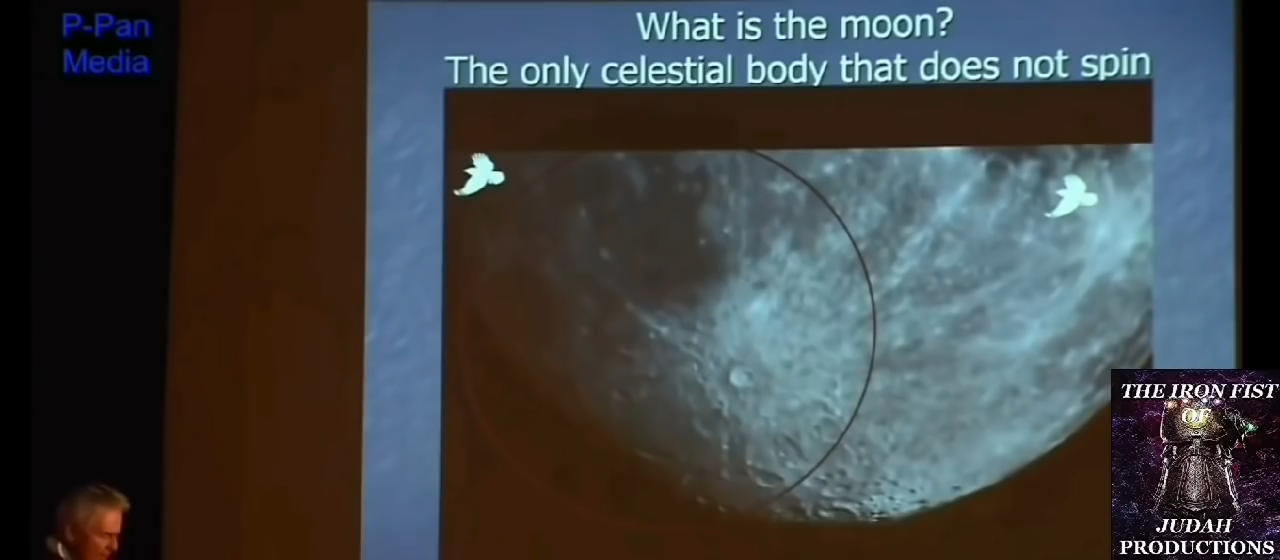 P-Pan
Media
What is the moon?
The only celestial body that does not spin
THE IRON FIST
OF
JUDAH
PRODUCTIONS